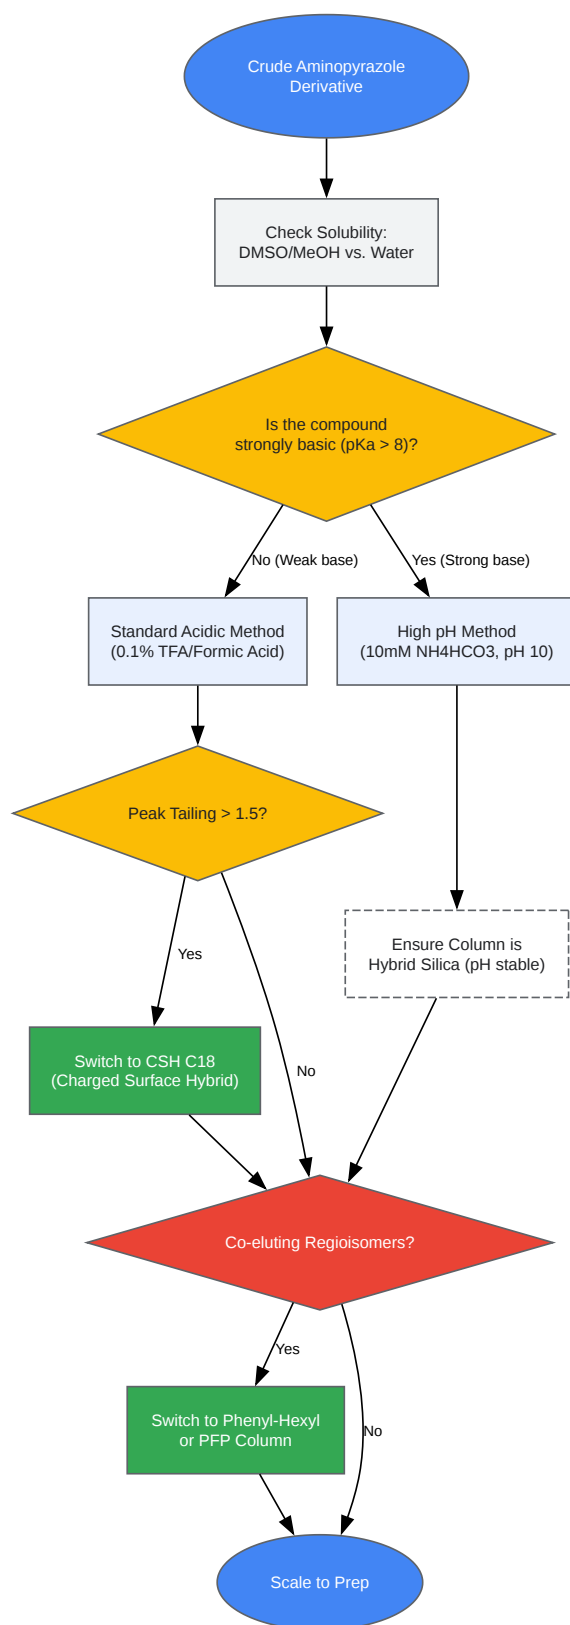 Crude Aminopyrazole
Derivative
Check Solubility:
DMSO/MeOH vs. Water
Is the compound
strongly basic (pKa > 8)?
No (Weak base)
Yes (Strong base)
Standard Acidic Method
(0.1% TFA/Formic Acid)
High pH Method
(10mM NH4HCO3, pH 10)
Peak Tailing > 1.5?
Ensure Column is
Hybrid Silica (pH stable)
Yes
Switch to CSH C18
(Charged Surface Hybrid)
No
Co-eluting Regioisomers?
Yes
Switch to Phenyl-Hexyl
or PFP Column
No
Scale to Prep